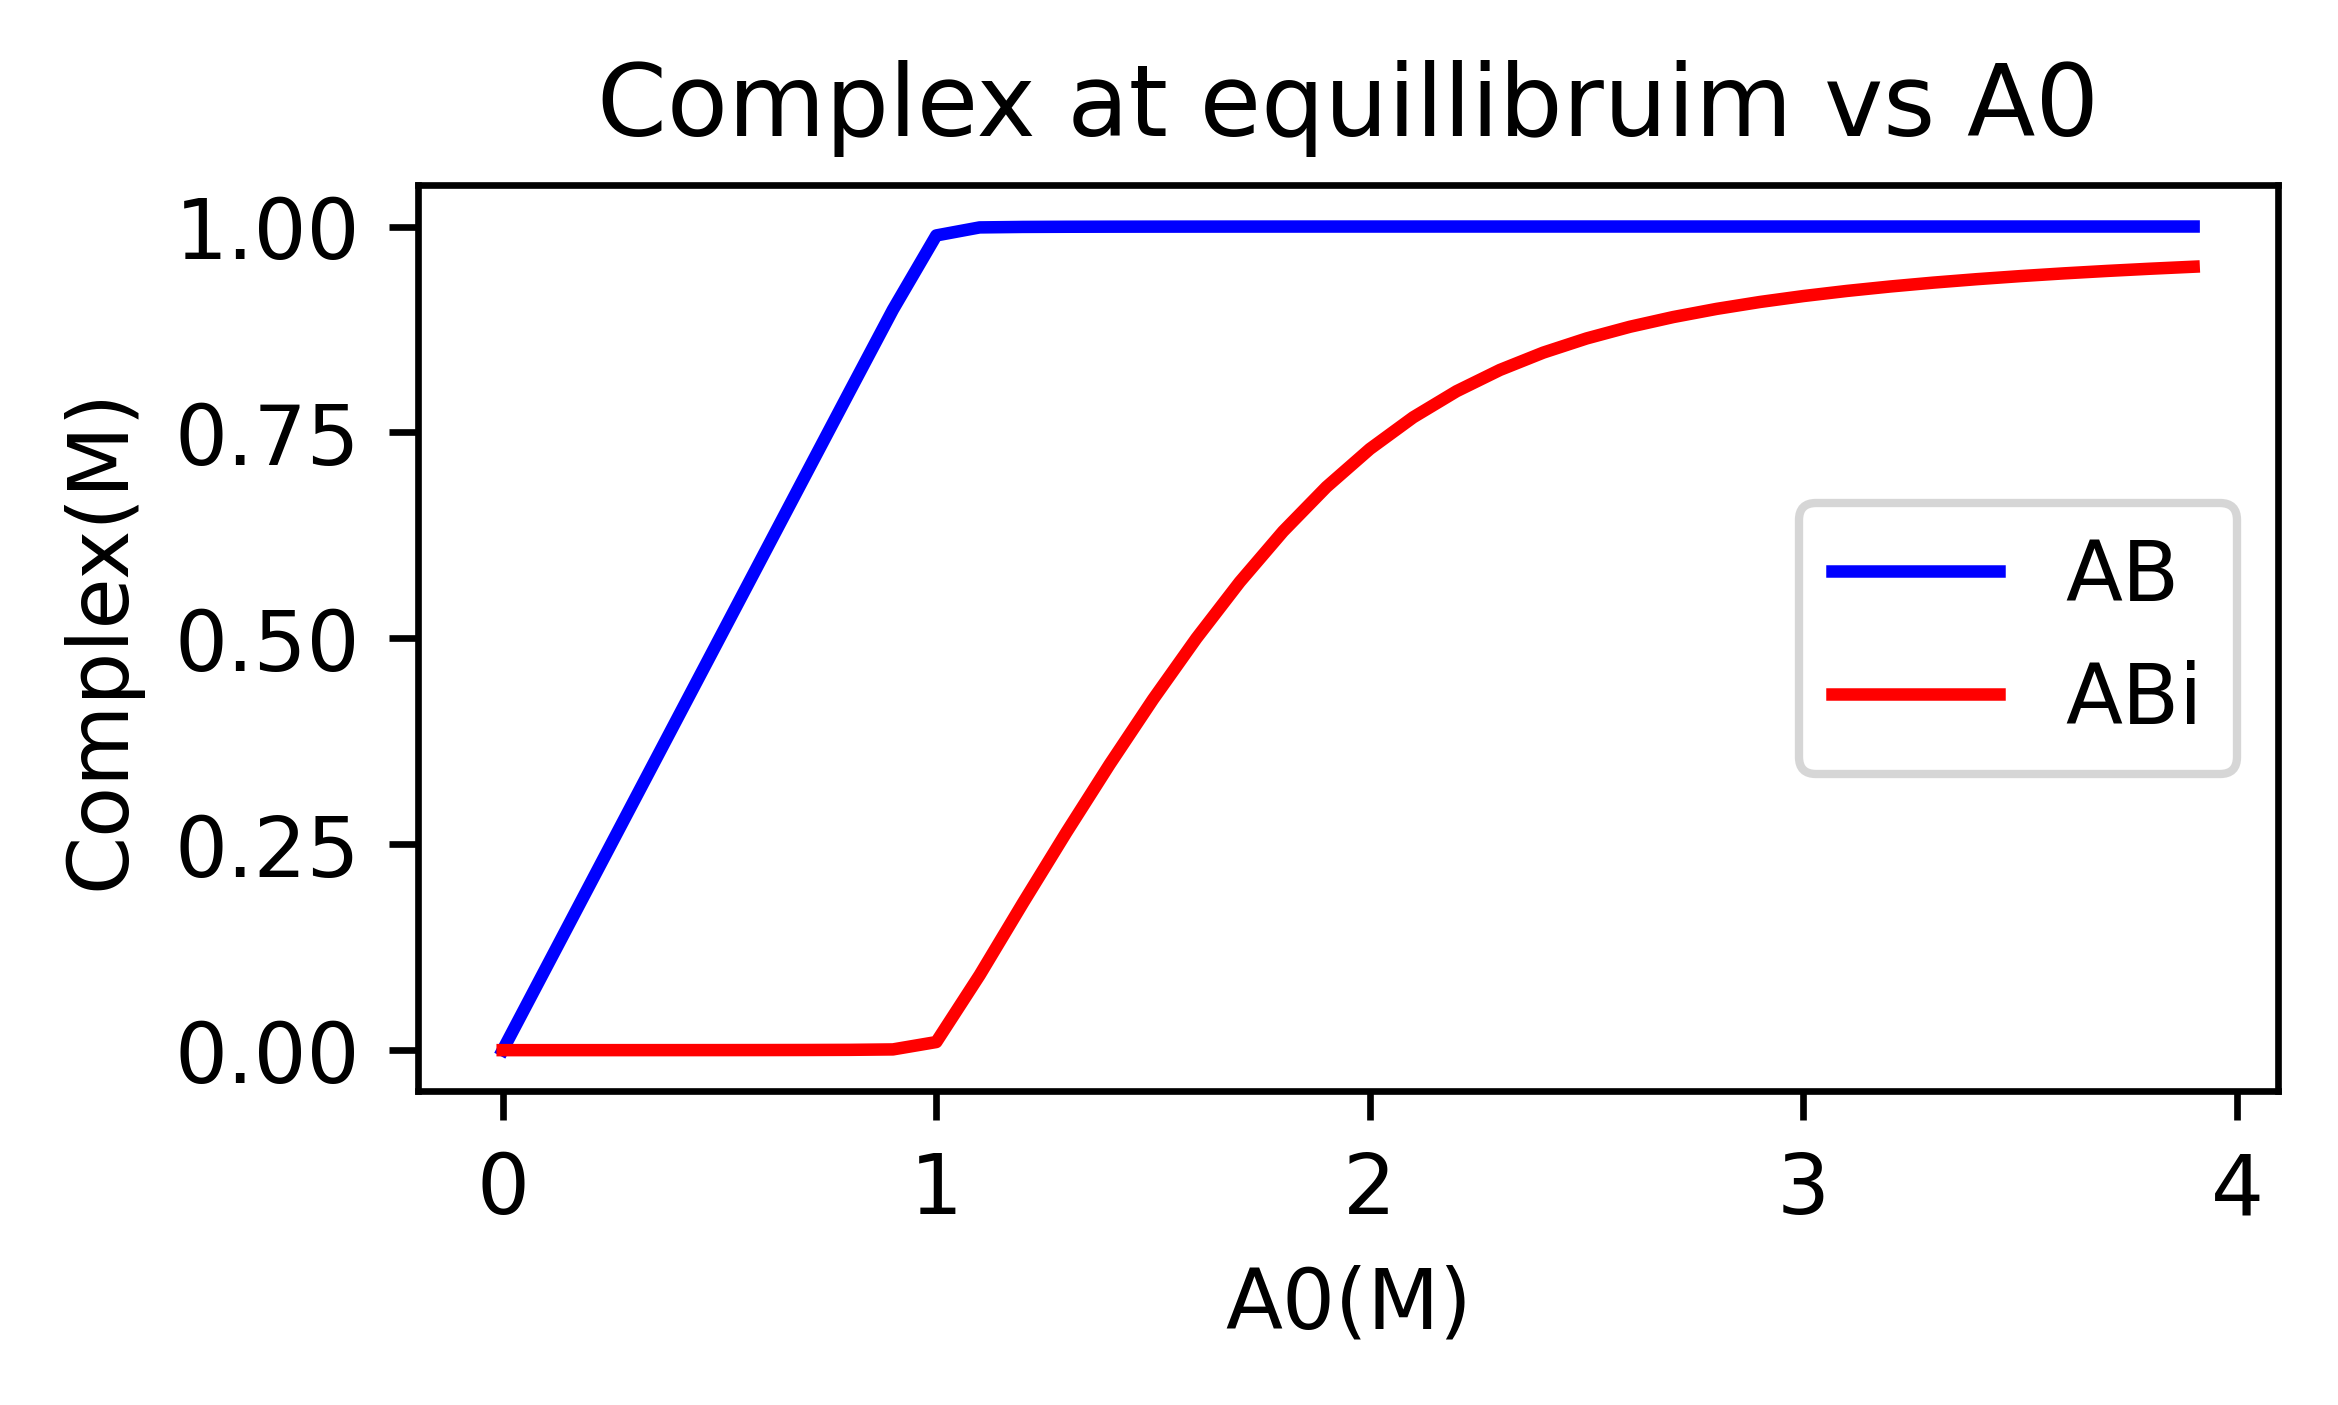 Complex at equillibruim vs A0
Complex(M)
1.00
0.75
0.50
0.25
0.00
AB
ABi
0 1 2 3 4
A0(M)